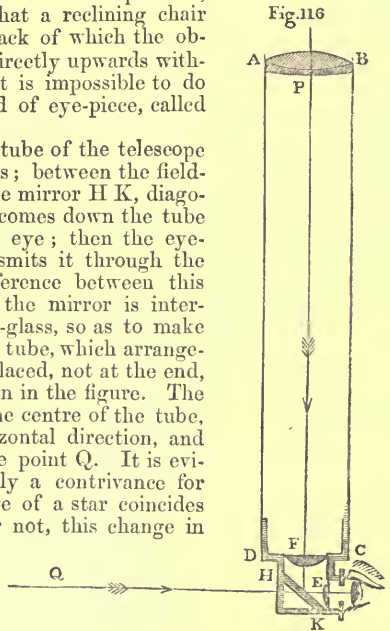 hat a reclining chair
ack of which the ob-
irectly upwards with-
t is impossible to do
l of eye-piece, called
tube of the telescope
s; between the field-
e mirror H K, diago-
comes down the tube
eye; then the eye-
smits it through the
erence between this
the mirror is inter-
-glass, so as to make
tube, which arrange-
laced, not at the end,
n in the figure. The
ne centre of the tube,
zontal direction, and
e point Q. It is evi-
ly a contrivance for
e of a star coincides
r not, this change in
Fig.116
A B
P
F
D C
H E
K
Q